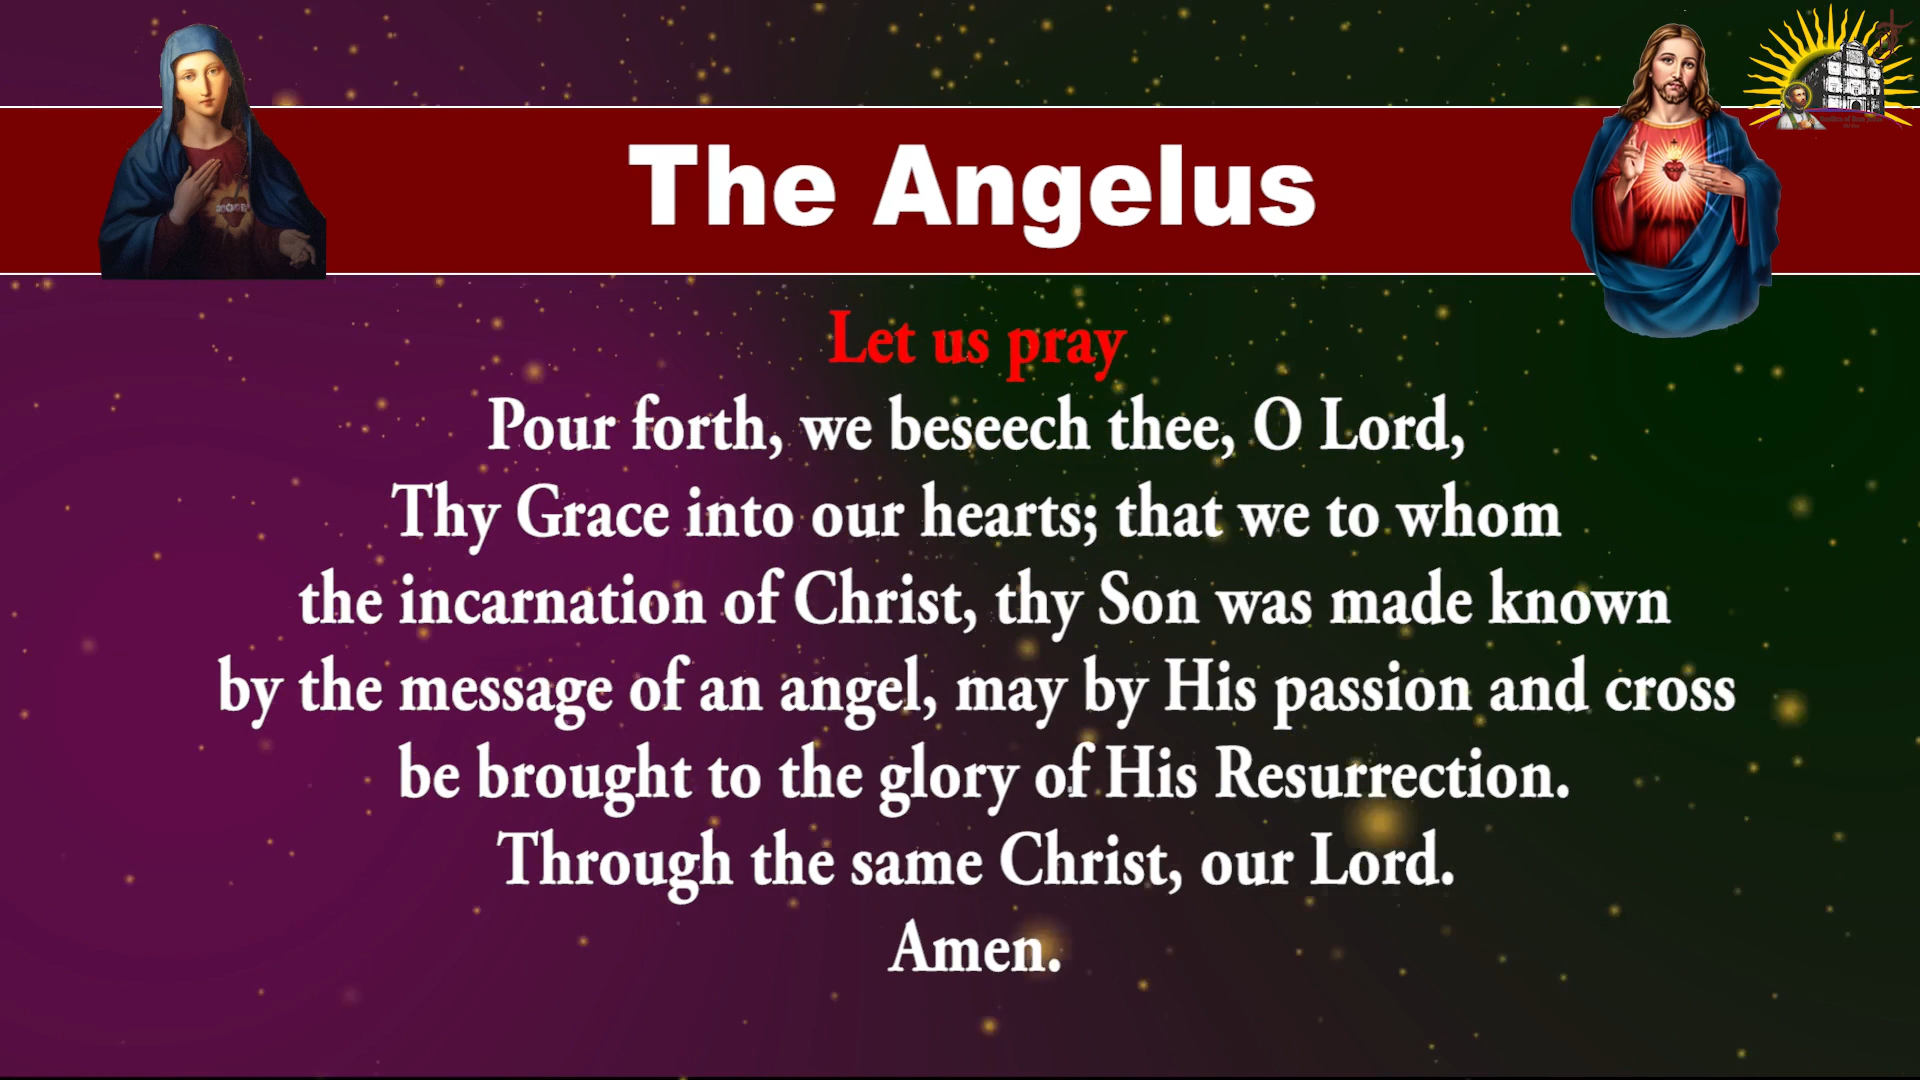 The Angelus
Let us pray
Pour forth, we beseech thee, O Lord,
Thy Grace into our hearts; that we to whom
the incarnation of Christ, thy Son was made known
by the message of an angel, may by His passion and cross
be brought to the glory of His Resurrection.
Through the same Christ, our Lord.
Amen.